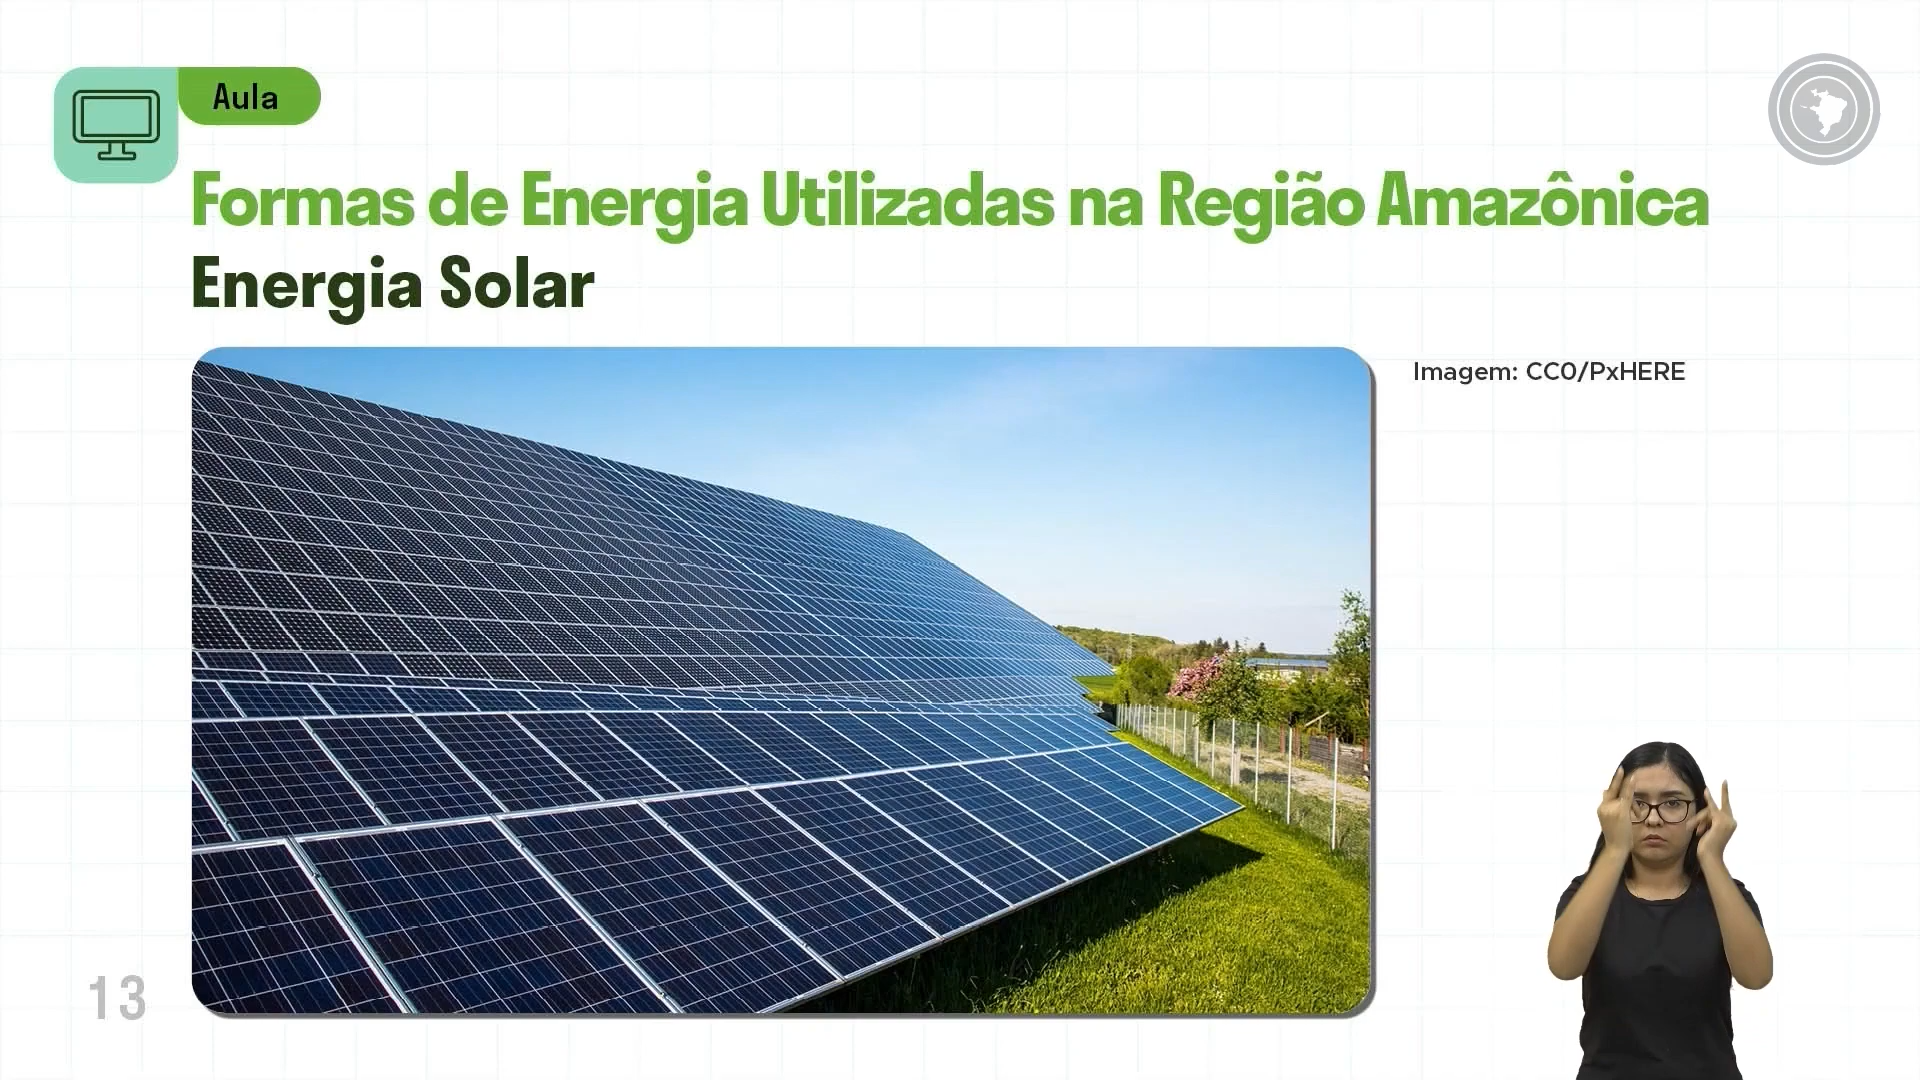 Aula
Formas de Energia Utilizadas na Região Amazônica
Energia Solar
Imagem: CC0/PxHERE
13